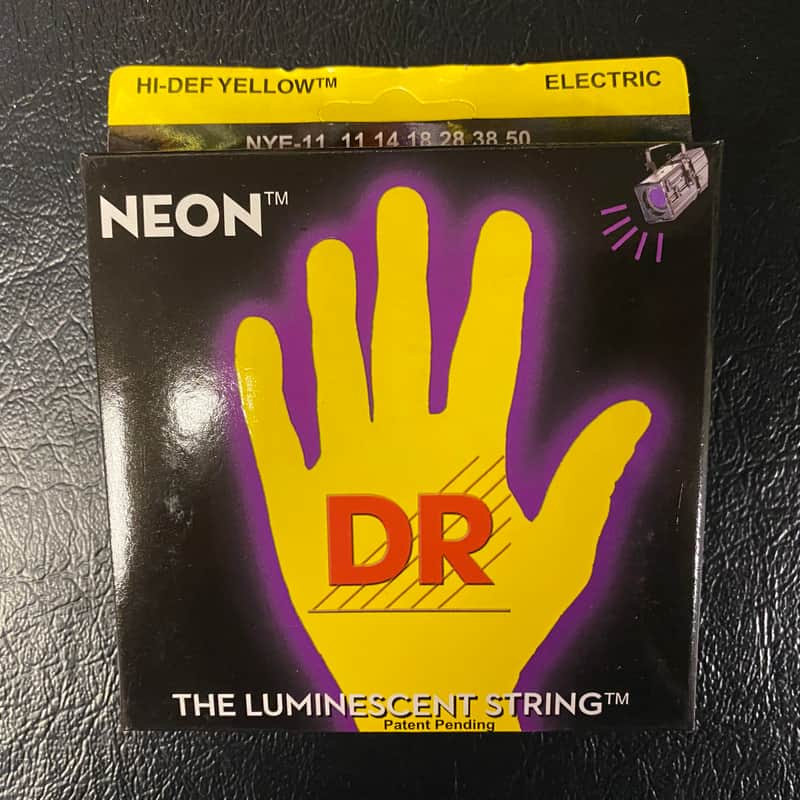 HI-DEF YELLOW™ ELECTRIC
NYE-11 11 14 18 28 38 50
NEON™
DR
THE LUMINESCENT STRING™
Patent Pending